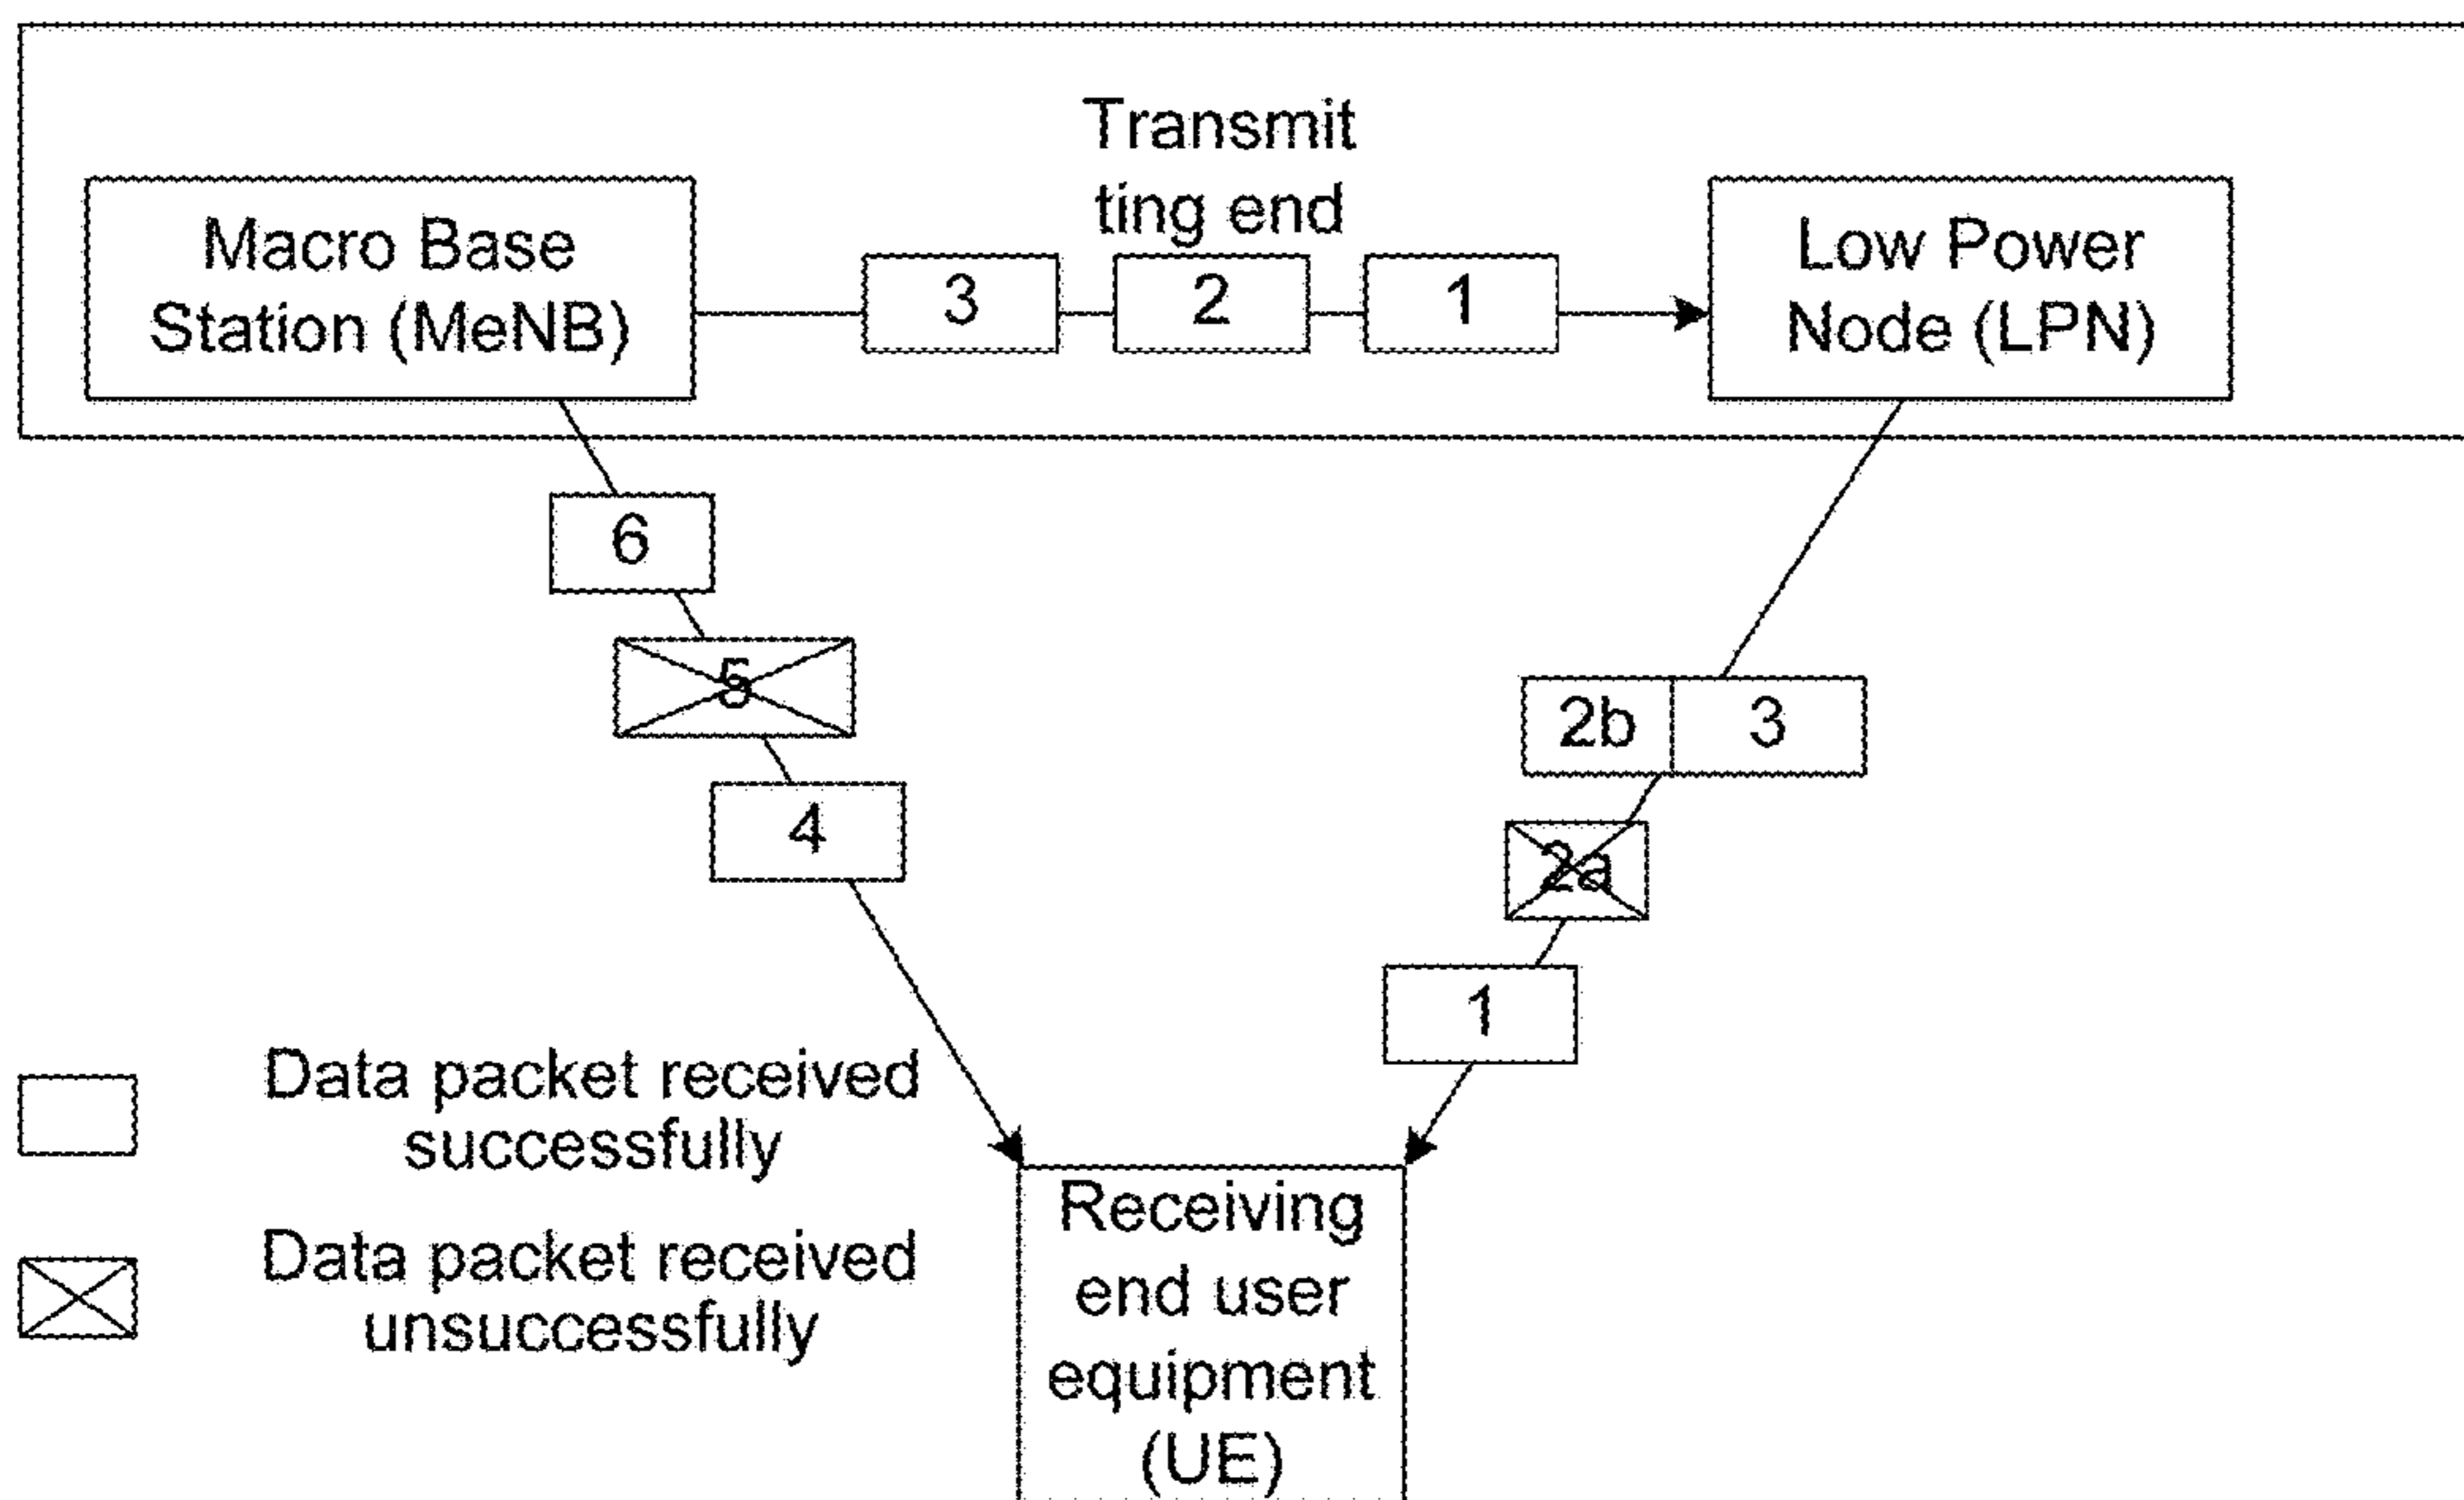 Transmit
ting end
Macro Base
Station (MeNB)
3
2
1
Low Power
Node (LPN)
6
5
4
2b
3
2a
1
Data packet received
successfully
Data packet received
unsuccessfully
Receiving
end user
equipment
(UE)